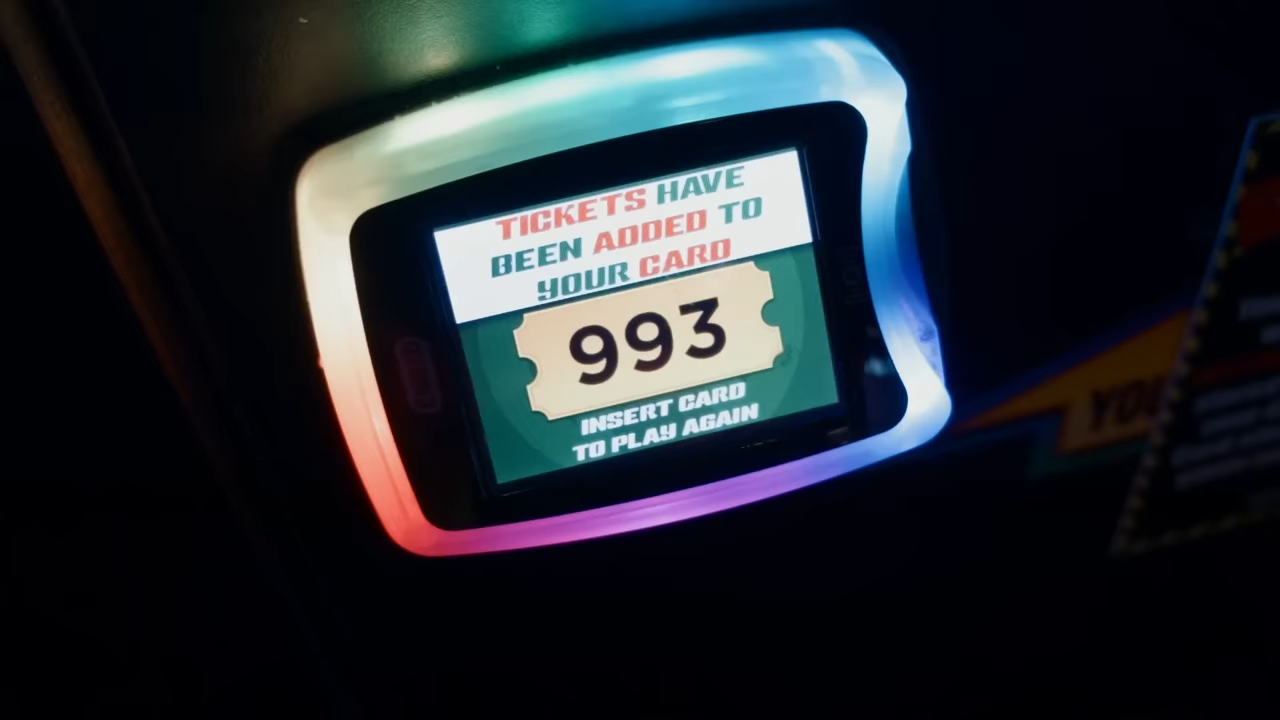 TICKETS HAVE
BEEN ADDED TO
YOUR CARD
993
INSERT CARD
TO PLAY AGAIN